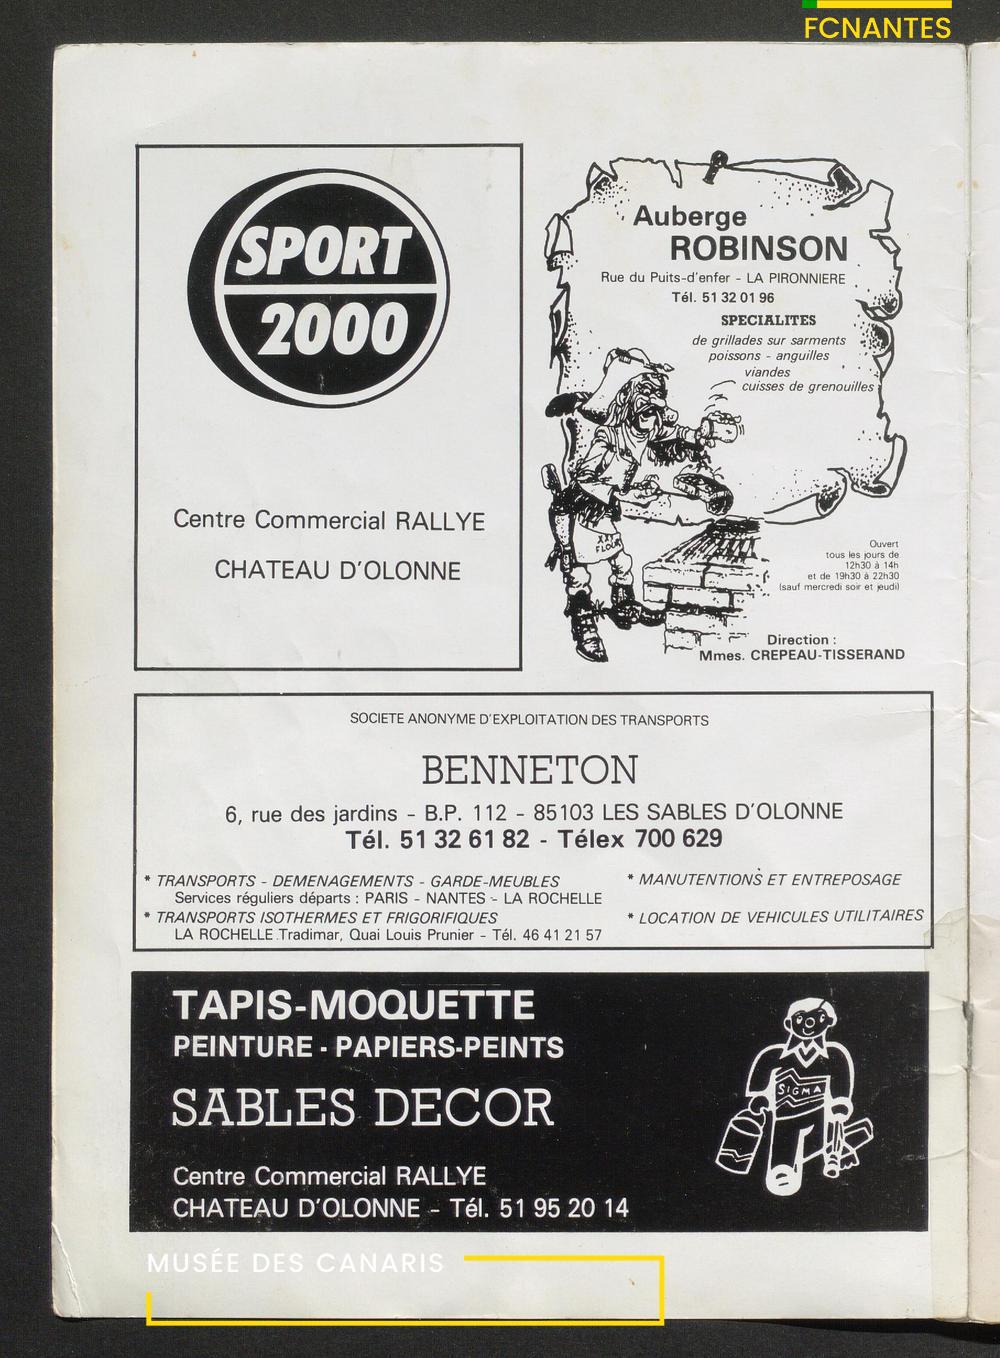 FCNANTES
SPORT
2000
Centre Commercial RALLYE
CHATEAU D'OLONNE
Auberge
ROBINSON
Rue du Puits-d'enfer - LA PIRONNIERE
Tél. 51 32 01 96
SPECIALITES
de grillades sur sarments
poissons - anguilles
viandes
cuisses de grenouilles
XXX
FLOUR
Ouvert
tous les jours de
12h30 à 14h
et de 19h30 à 22h30
(sauf mercredi soir et jeudi)
Direction :
Mmes. CREPEAU-TISSERAND
SOCIETE ANONYME D'EXPLOITATION DES TRANSPORTS
BENNETON
6, rue des jardins - B.P. 112 - 85103 LES SABLES D'OLONNE
Tél. 51 32 61 82 - Télex 700 629
* TRANSPORTS - DEMENAGEMENTS - GARDE-MEUBLES
Services réguliers départs : PARIS - NANTES - LA ROCHELLE
* TRANSPORTS ISOTHERMES ET FRIGORIFIQUES
LA ROCHELLE Tradimar, Quai Louis Prunier - Tél. 46 41 21 57
* MANUTENTIONS ET ENTREPOSAGE
* LOCATION DE VEHICULES UTILITAIRES
TAPIS-MOQUETTE
PEINTURE - PAPIERS-PEINTS
SABLES DECOR
Centre Commercial RALLYE
CHATEAU D'OLONNE - Tél. 51 95 20 14
SIGMA
MUSÉE DES CANARIS